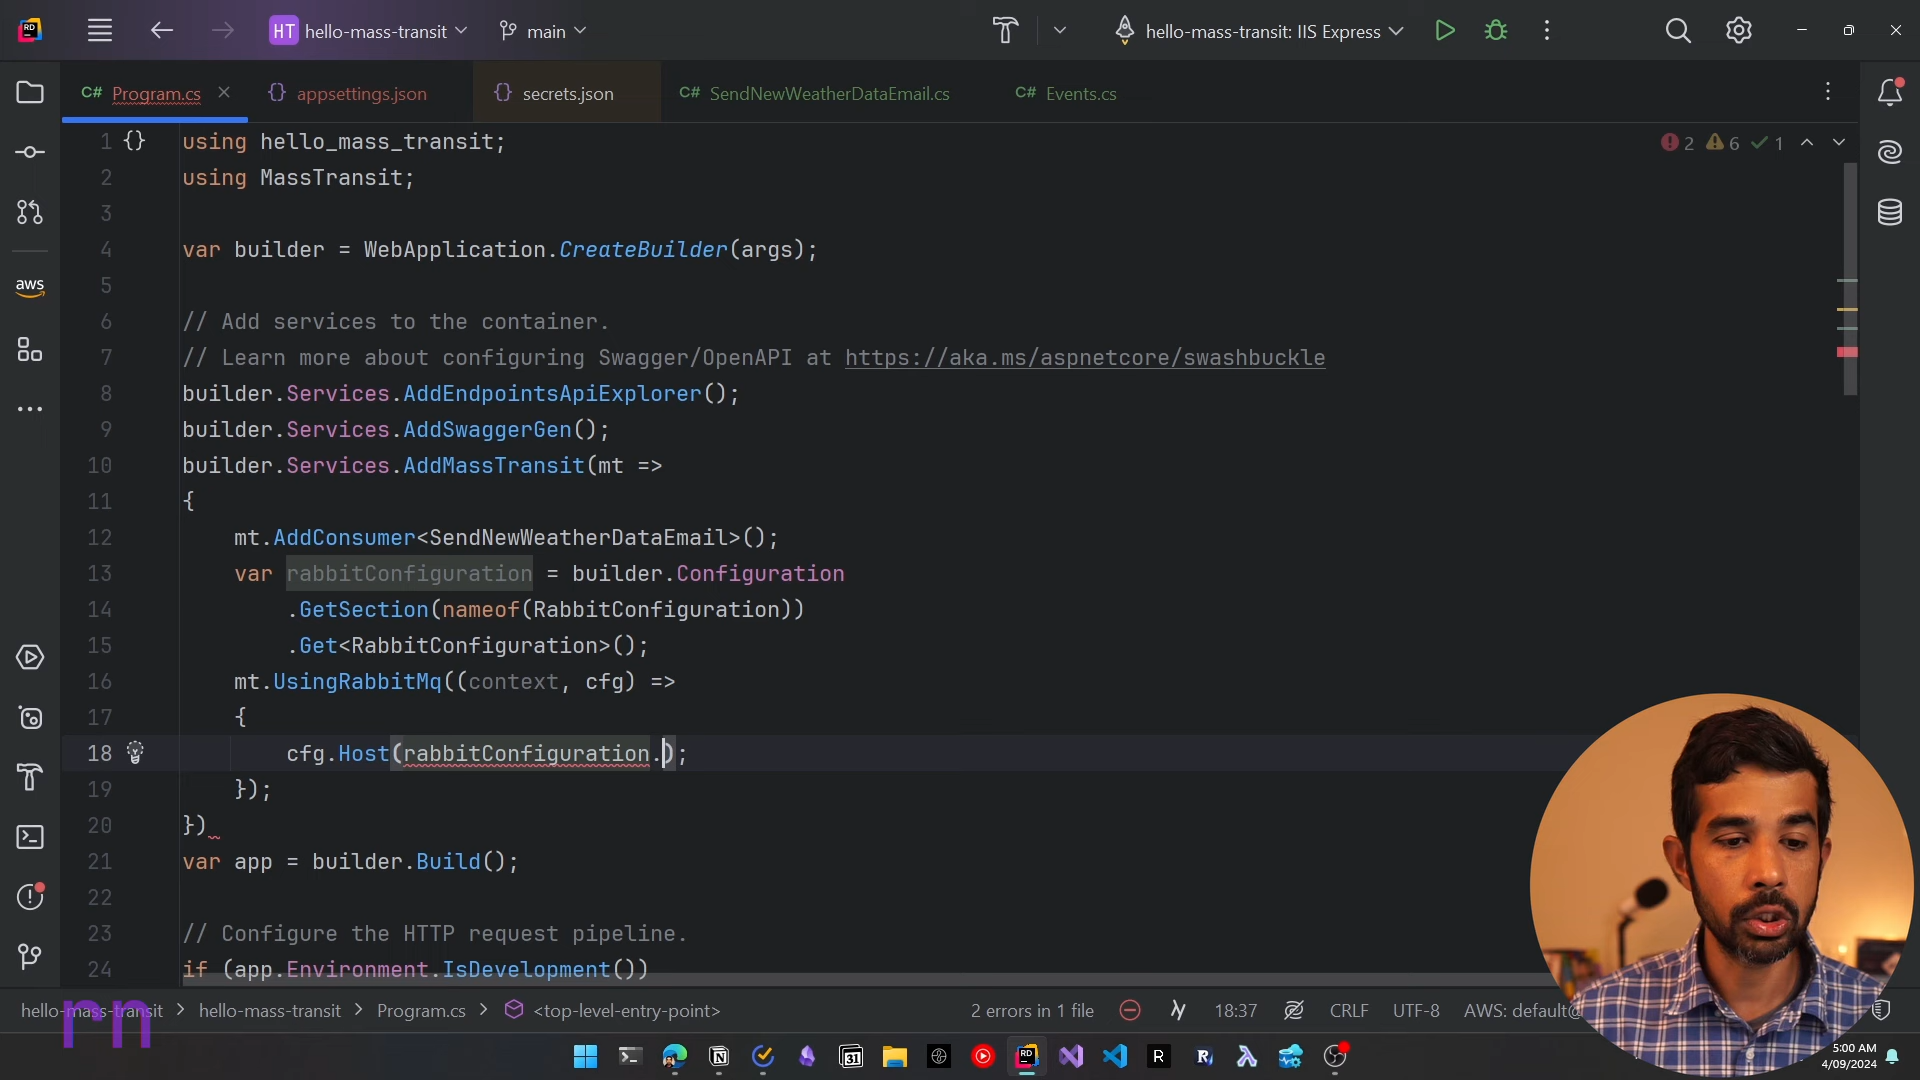 HT hello-mass-transit main hello-mass-transit: IIS Express
C# Program.cs {} appsettings.json {} secrets.json C# SendNewWeatherDataEmail.cs C# Events.cs
2 6 1
1 {} using hello_mass_transit;
2 using MassTransit;
3
4 var builder = WebApplication.CreateBuilder(args);
5
6 // Add services to the container.
7 // Learn more about configuring Swagger/OpenAPI at https://aka.ms/aspnetcore/swashbuckle
8 builder.Services.AddEndpointsApiExplorer();
9 builder.Services.AddSwaggerGen();
10 builder.Services.AddMassTransit(mt =>
11 {
12 mt.AddConsumer<SendNewWeatherDataEmail>();
13 var rabbitConfiguration = builder.Configuration
14 .GetSection(nameof(RabbitConfiguration))
15 .Get<RabbitConfiguration>();
16 mt.UsingRabbitMq((context, cfg) =>
17 {
18 cfg.Host(rabbitConfiguration.);
19 });
20 })
21 var app = builder.Build();
22
23 // Configure the HTTP request pipeline.
24 if (app.Environment.IsDevelopment())
aws
RD
hello-mass-transit > hello-mass-transit > Program.cs > <top-level-entry-point> 2 errors in 1 file 18:37 CRLF UTF-8 AWS: default@
rn
31
5:00 AM
4/09/2024